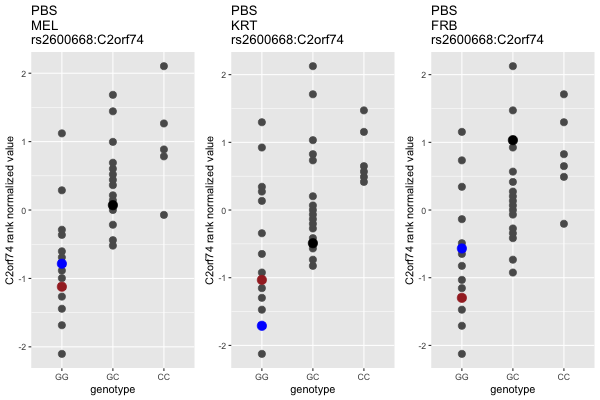 PBS
MEL
rs2600668:C2orf74
C2orf74 rank normalized value
2
1
0
-1
-2
GG
GC
CC
genotype
PBS
KRT
rs2600668:C2orf74
C2orf74 rank normalized value
2
1
0
-1
-2
GG
GC
CC
genotype
PBS
FRB
rs2600668:C2orf74
C2orf74 rank normalized value
2
1
0
-1
-2
GG
GC
CC
genotype